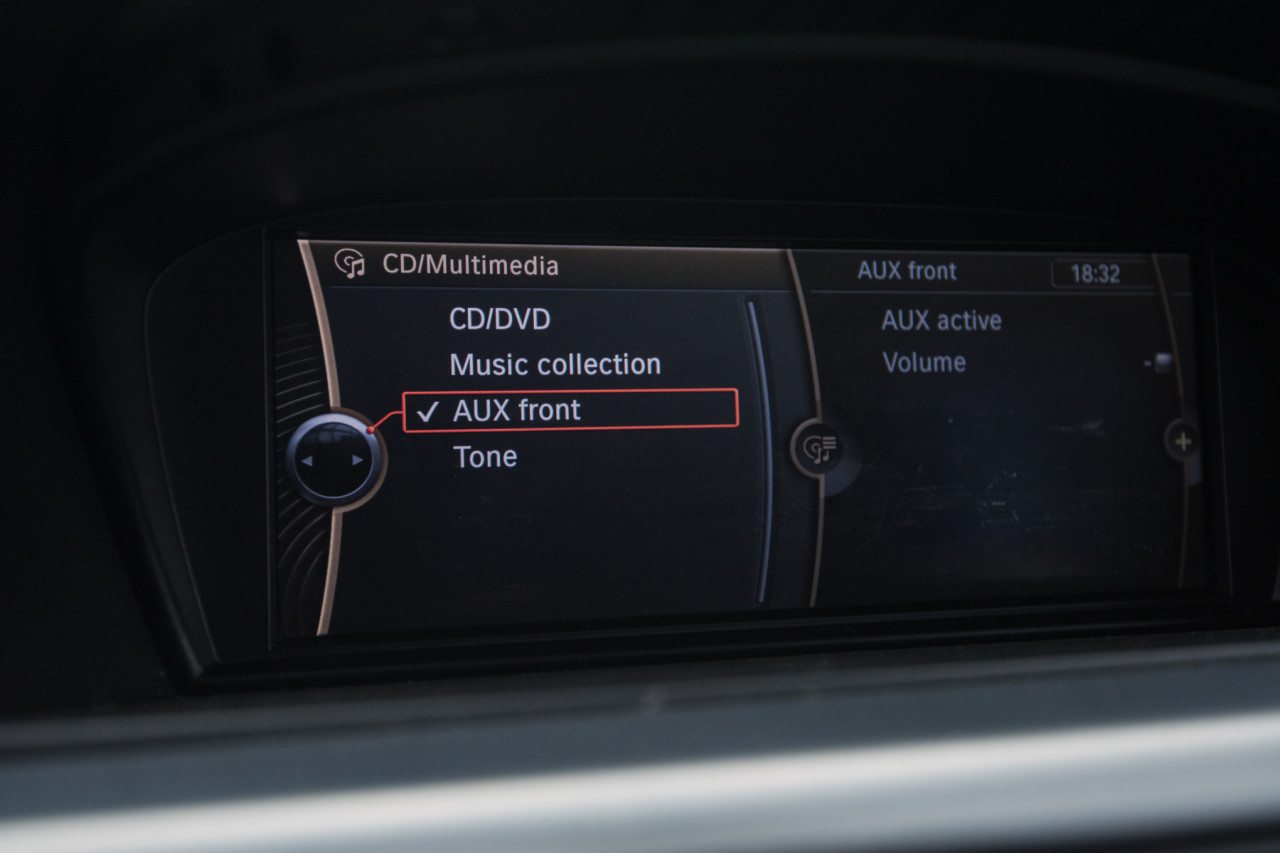 CD/Multimedia
CD/DVD
Music collection
✓ AUX front
Tone
AUX front 18:32
AUX active
Volume